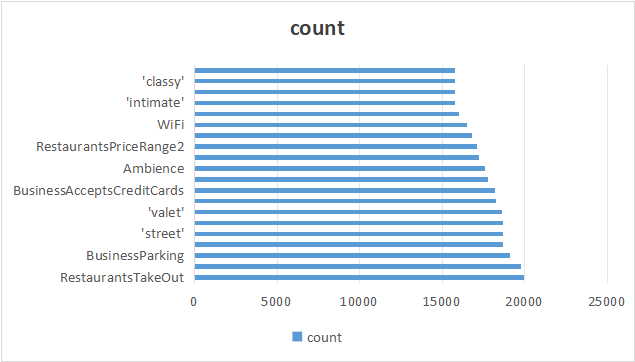 count
'classy'
'intimate'
WiFi
RestaurantsPriceRange2
Ambience
BusinessAcceptsCreditCards
'valet'
'street'
BusinessParking
RestaurantsTakeOut
0 5000 10000 15000 20000 25000
count